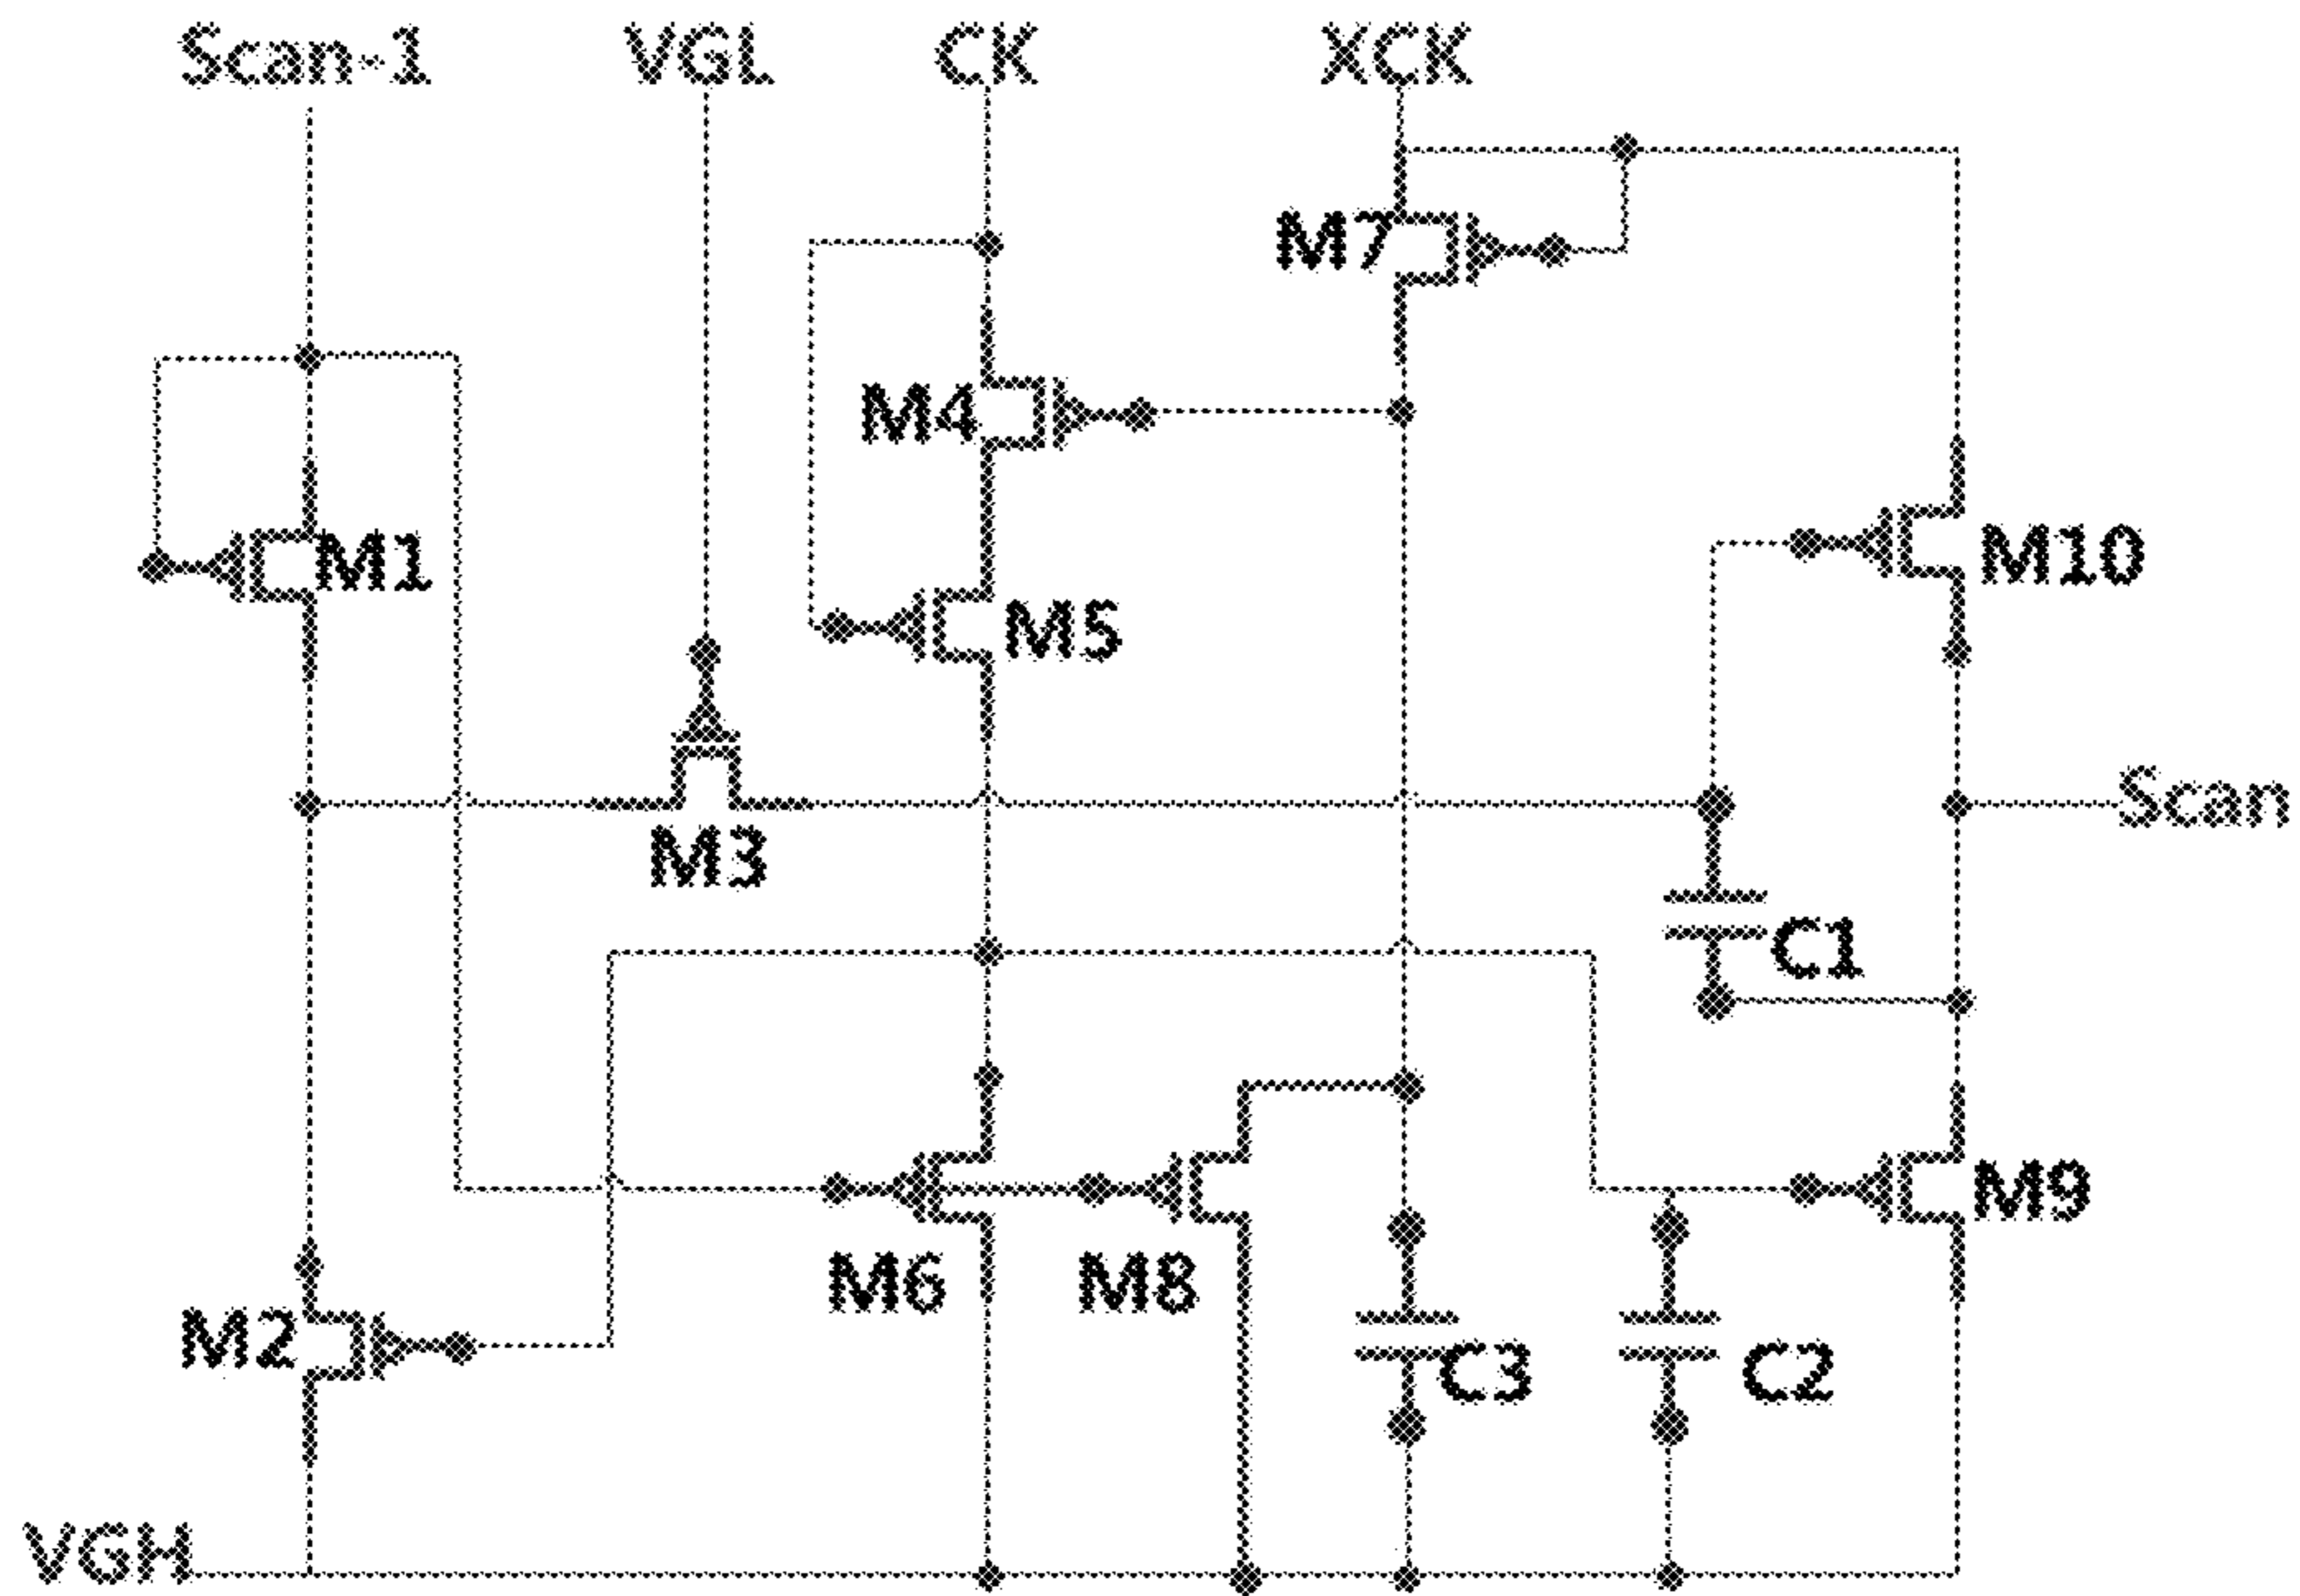 Scan-1 VGL CK XCK
M7
M4
M1 M10
M5
Scan
M3
C1
M9
M6 M8
M2 C3 C2
VGH